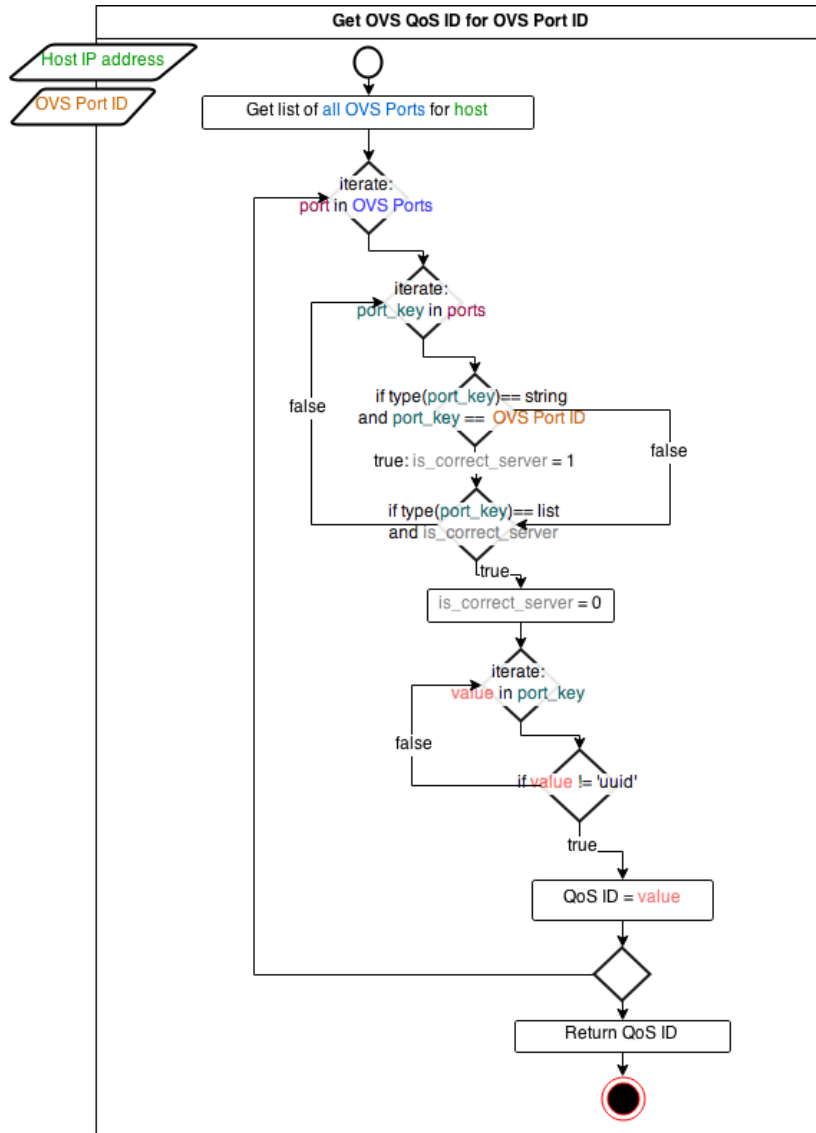 Get OVS QoS ID for OVS Port ID
Host IP address
OVS Port ID
Get list of all OVS Ports for host
iterate:
port in OVS Ports
iterate:
port_key in ports
if type(port_key)== string
and port_key == OVS Port ID
false
false
true: is_correct_server = 1
if type(port_key)== list
and is_correct_server
true
is_correct_server = 0
iterate:
value in port_key
false
if value != 'uuid'
true
QoS ID = value
Return QoS ID